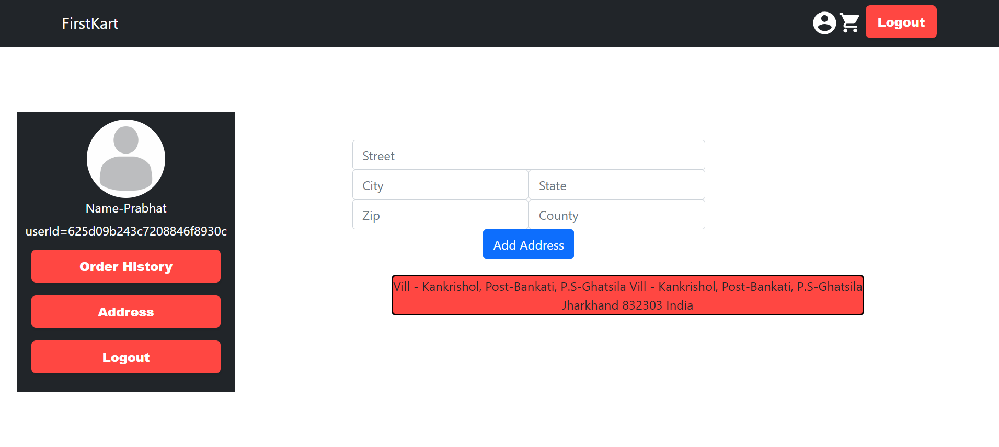 FirstKart
Logout
Name-Prabhat
userId=625d09b243c7208846f8930c
Order History
Address
Logout
Street
City
State
Zip
County
Add Address
Vill - Kankrishol, Post-Bankati, P.S-Ghatsila Vill - Kankrishol, Post-Bankati, P.S-Ghatsila
Jharkhand 832303 India